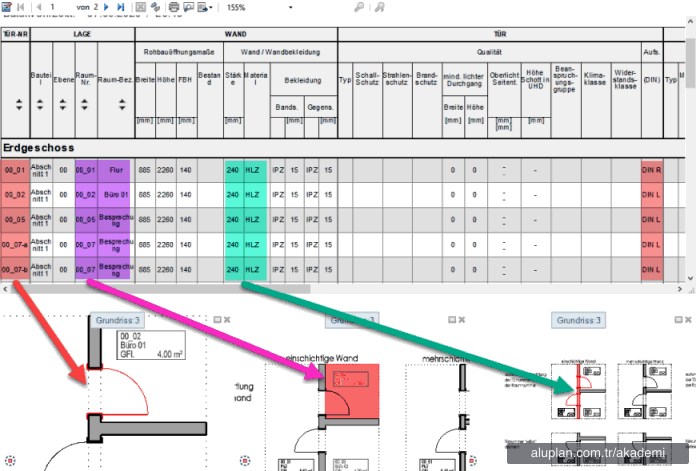 1 von 2 155%
TÜR-NR LAGE WAND TÜR
Rohbauöffnungsmaße Wand / Wandbekleidung Qualität Aufs.
Bauteil Ebene Raum-Nr. Raum-Bez. Breite Höhe FBH Bestand Stärke Material Bekleidung Typ Schall-Schutz Strahlen-schutz Brand-schutz mind. lichter Durchgang Oberlicht Seitent. Höhe Schott in UHD Bean-spruch-ungs-gruppe Klima-klasse Wider-stands-klasse (DIN) Typ
Bands. Gegens. Breite Höhe
[mm] [mm] [mm] [mm] [mm] [mm] [mm] [mm] [mm] [mm] [mm]
Erdgeschoss
00_01 Abschnitt 1 00 00_01 Flur 885 2260 140 240 HLZ IPZ 15 IPZ 15 0 0 - - DIN R
00_02 Abschnitt 1 00 00_02 Büro 01 885 2260 140 240 HLZ IPZ 15 IPZ 15 0 0 - - DIN L
00_05 Abschnitt 1 00 00_05 Besprechung 885 2260 140 240 HLZ IPZ 15 IPZ 15 0 0 - - DIN L
00_07-a Abschnitt 1 00 00_07 Besprechung 885 2260 140 240 HLZ IPZ 15 IPZ 15 0 0 - - DIN L
00_07-b Abschnitt 1 00 00_07 Besprechung 885 2260 140 240 HLZ IPZ 15 IPZ 15 0 0 - - DIN L
Grundriss:3 Grundriss:3 Grundriss:3
00_02
Büro 01
GFl. 4.00 m²
einschichtige Wand
mehrschich
einschichtige Wand
mehrschichtige Wand
aluplan.com.tr/akademi